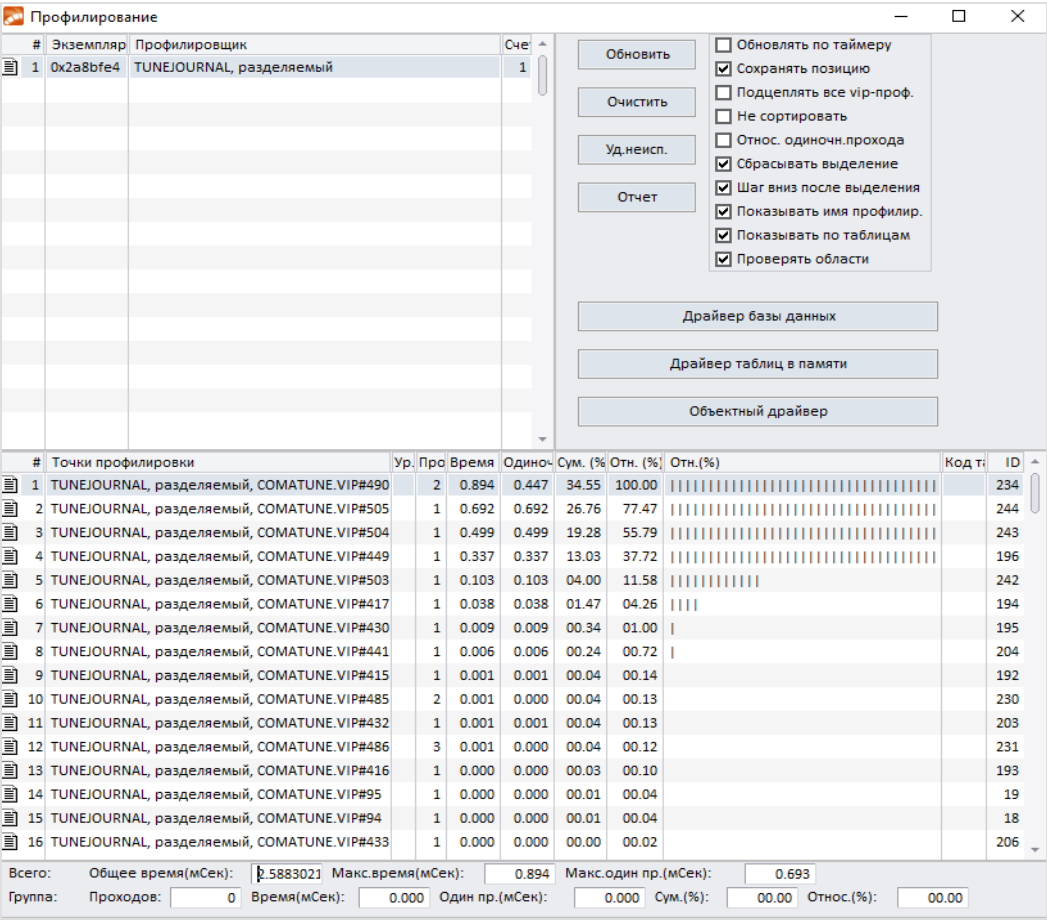 Профилирование
# Экземпляр Профилировщик Счет
1 0x2a8bfe4 TUNEJOURNAL, разделяемый 1
Обновить
Очистить
Уд.неисп.
Отчет
Обновлять по таймеру
Сохранять позицию
Подцеплять все vip-проф.
Не сортировать
Относ. одиночн.прохода
Сбрасывать выделение
Шаг вниз после выделения
Показывать имя профилир.
Показывать по таблицам
Проверять области
Драйвер базы данных
Драйвер таблиц в памяти
Объектный драйвер
# Точки профилировки Ур. Про Время Одиноч Сум. (% Отн. (%) Отн.(%) Код та ID
1 TUNEJOURNAL, разделяемый, COMATUNE.VIP#490 2 0.894 0.447 34.55 100.00 234
2 TUNEJOURNAL, разделяемый, COMATUNE.VIP#505 1 0.692 0.692 26.76 77.47 244
3 TUNEJOURNAL, разделяемый, COMATUNE.VIP#504 1 0.499 0.499 19.28 55.79 243
4 TUNEJOURNAL, разделяемый, COMATUNE.VIP#449 1 0.337 0.337 13.03 37.72 196
5 TUNEJOURNAL, разделяемый, COMATUNE.VIP#503 1 0.103 0.103 04.00 11.58 242
6 TUNEJOURNAL, разделяемый, COMATUNE.VIP#417 1 0.038 0.038 01.47 04.26 194
7 TUNEJOURNAL, разделяемый, COMATUNE.VIP#430 1 0.009 0.009 00.34 01.00 195
8 TUNEJOURNAL, разделяемый, COMATUNE.VIP#441 1 0.006 0.006 00.24 00.72 204
9 TUNEJOURNAL, разделяемый, COMATUNE.VIP#415 1 0.001 0.001 00.04 00.14 192
10 TUNEJOURNAL, разделяемый, COMATUNE.VIP#485 2 0.001 0.000 00.04 00.13 230
11 TUNEJOURNAL, разделяемый, COMATUNE.VIP#432 1 0.001 0.001 00.04 00.13 203
12 TUNEJOURNAL, разделяемый, COMATUNE.VIP#486 3 0.001 0.000 00.04 00.12 231
13 TUNEJOURNAL, разделяемый, COMATUNE.VIP#416 1 0.000 0.000 00.03 00.10 193
14 TUNEJOURNAL, разделяемый, COMATUNE.VIP#95 1 0.000 0.000 00.01 00.04 19
15 TUNEJOURNAL, разделяемый, COMATUNE.VIP#94 1 0.000 0.000 00.01 00.04 18
16 TUNEJOURNAL, разделяемый, COMATUNE.VIP#433 1 0.000 0.000 00.00 00.02 206
Всего: Общее время(мСек): 2.5883021 Макс.время(мСек): 0.894 Макс.один пр.(мСек): 0.693
Группа: Проходов: 0 Время(мСек): 0.000 Один пр.(мСек): 0.000 Сум.(%): 00.00 Относ.(%): 00.00